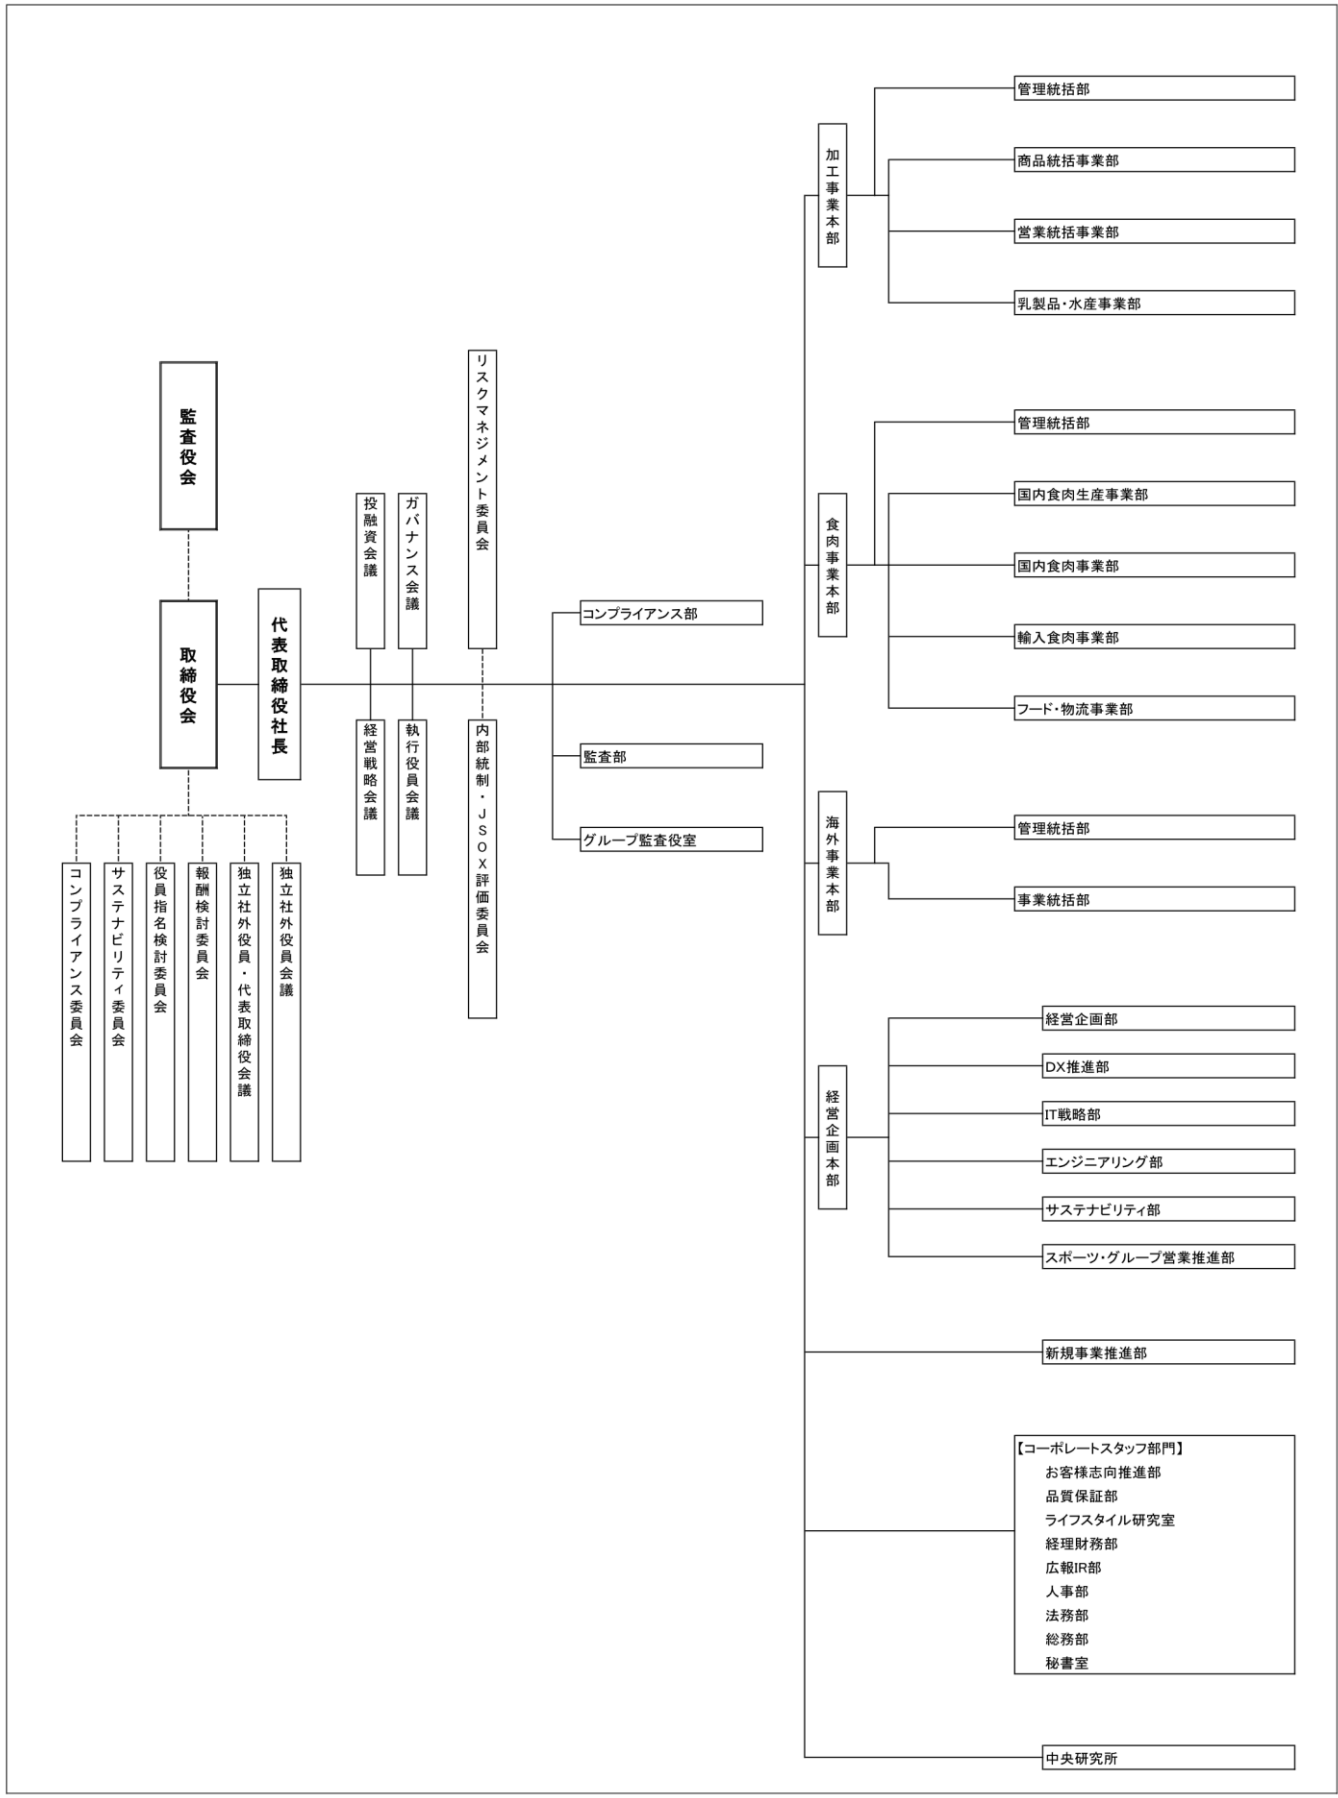 監査役会
取締役会
代表取締役社長
コンプライアンス委員会
サステナビリティ委員会
役員指名検討委員会
報酬検討委員会
独立社外役員・代表取締役会議
独立社外役員会議
投融資会議
ガバナンス会議
経営戦略会議
執行役員会議
リスクマネジメント委員会
内部統制・JSOX評価委員会
コンプライアンス部
監査部
グループ監査役室
加工事業本部
管理統括部
商品統括事業部
営業統括事業部
乳製品・水産事業部
食肉事業本部
管理統括部
国内食肉生産事業部
国内食肉事業部
輸入食肉事業部
フード・物流事業部
海外事業本部
管理統括部
事業統括部
経営企画本部
経営企画部
DX推進部
IT戦略部
エンジニアリング部
サステナビリティ部
スポーツ・グループ営業推進部
新規事業推進部
【コーポレートスタッフ部門】
お客様志向推進部
品質保証部
ライフスタイル研究室
経理財務部
広報IR部
人事部
法務部
総務部
秘書室
中央研究所